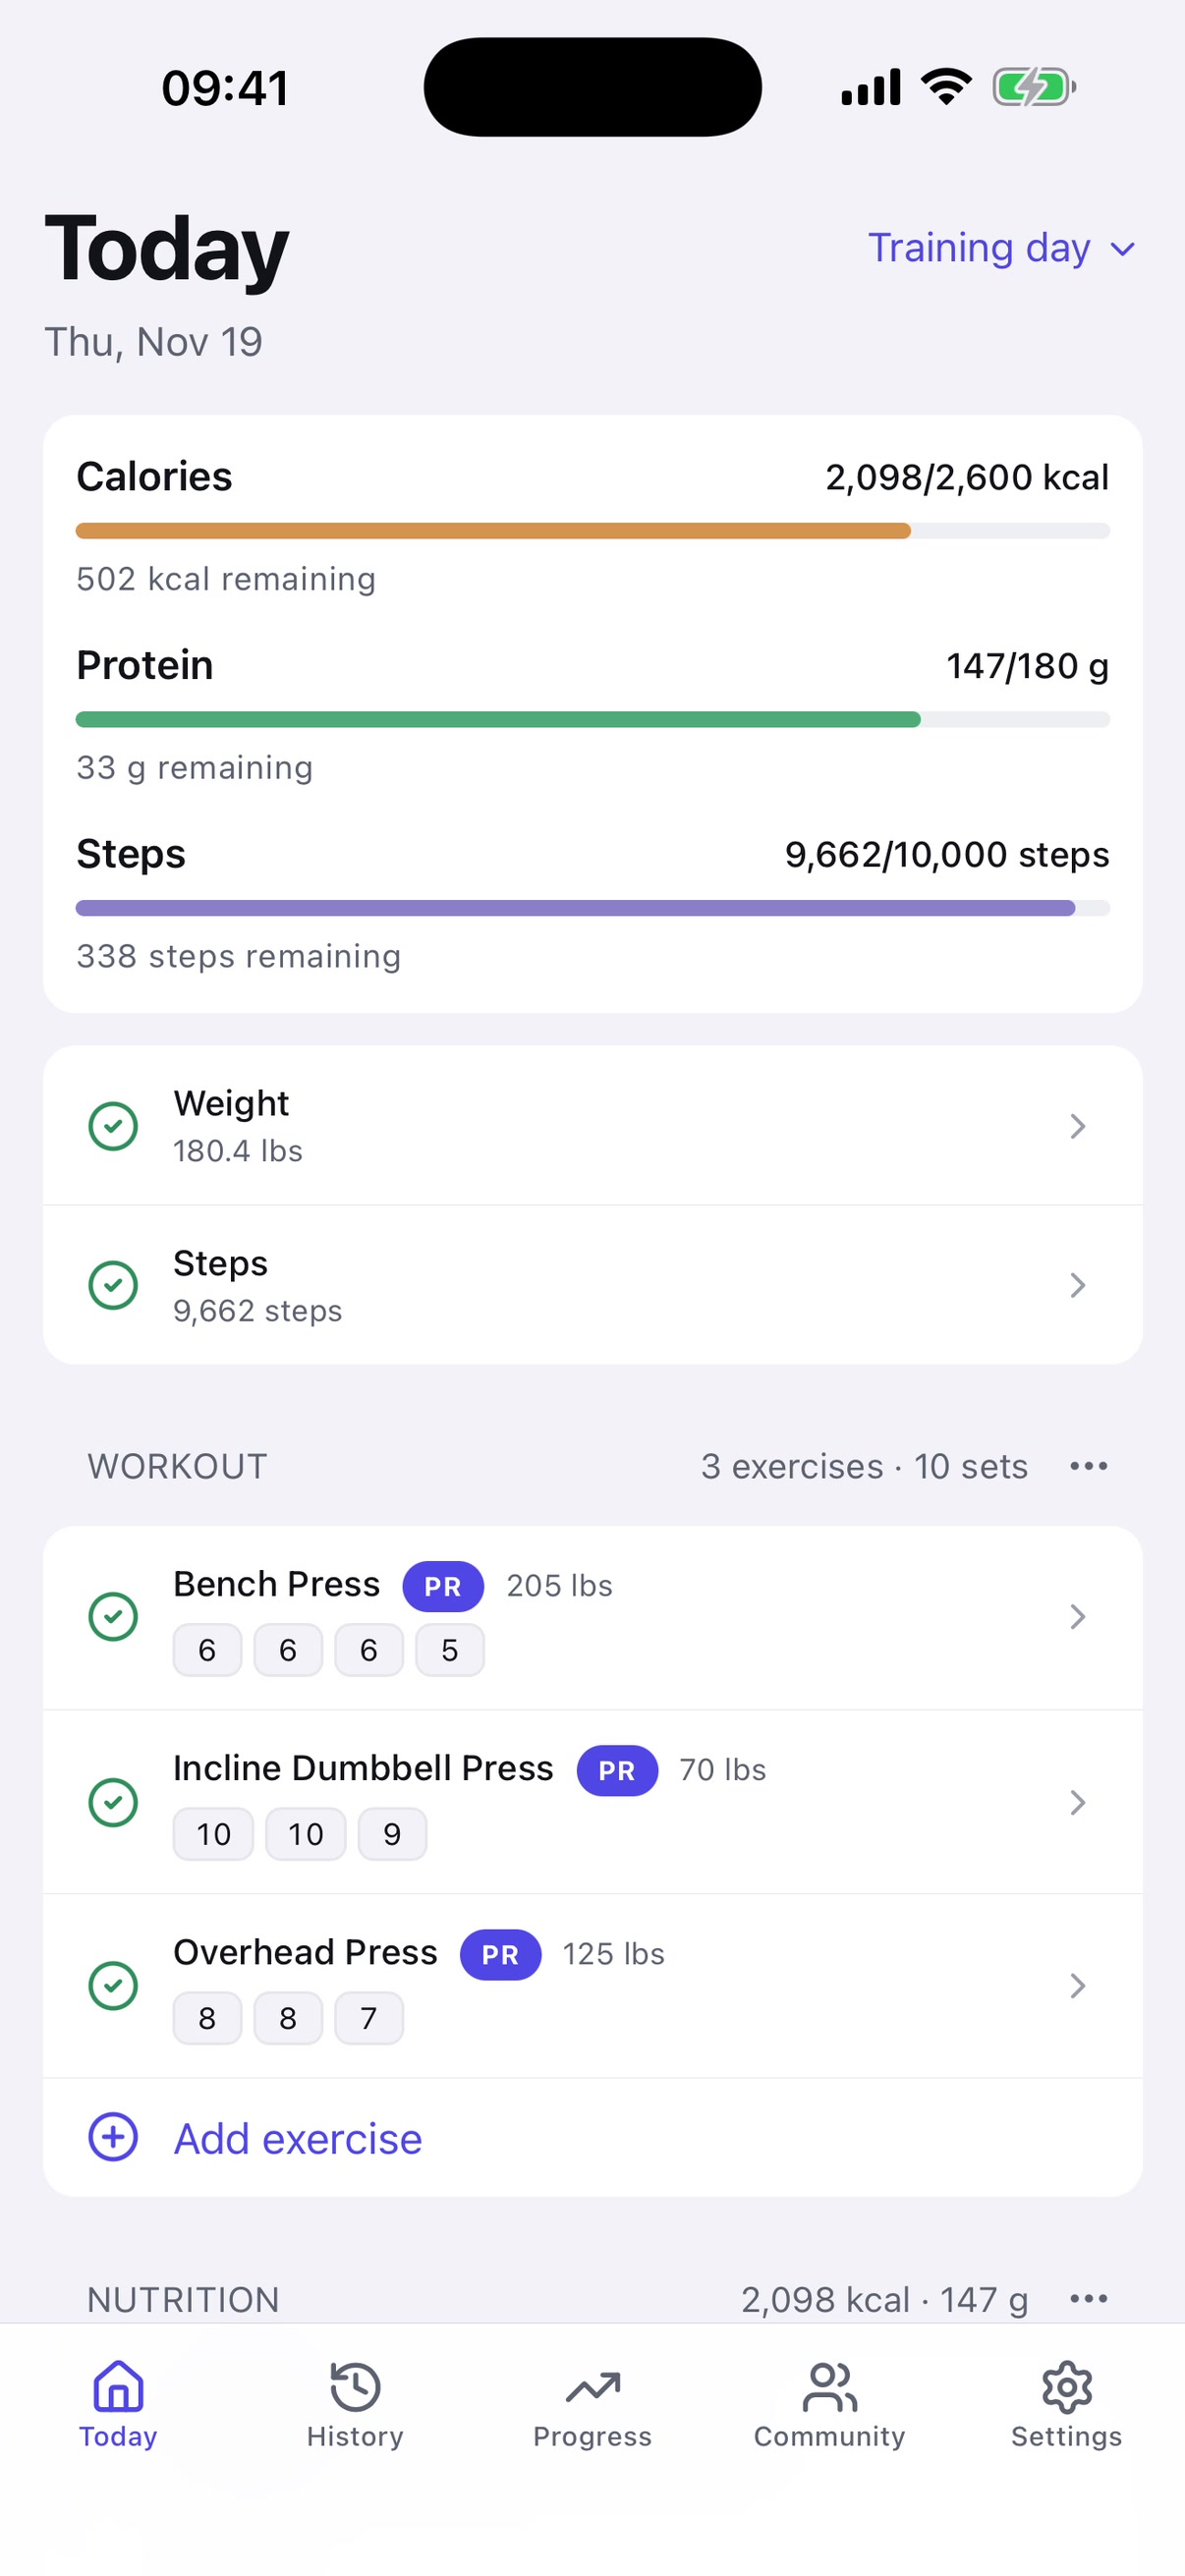 09:41
Today
Training day
Thu, Nov 19
Calories 2,098/2,600 kcal
502 kcal remaining
Protein 147/180 g
33 g remaining
Steps 9,662/10,000 steps
338 steps remaining
Weight
180.4 lbs
Steps
9,662 steps
WORKOUT 3 exercises · 10 sets
Bench Press PR 205 lbs
6 6 6 5
Incline Dumbbell Press PR 70 lbs
10 10 9
Overhead Press PR 125 lbs
8 8 7
Add exercise
NUTRITION 2,098 kcal · 147 g
Today History Progress Community Settings